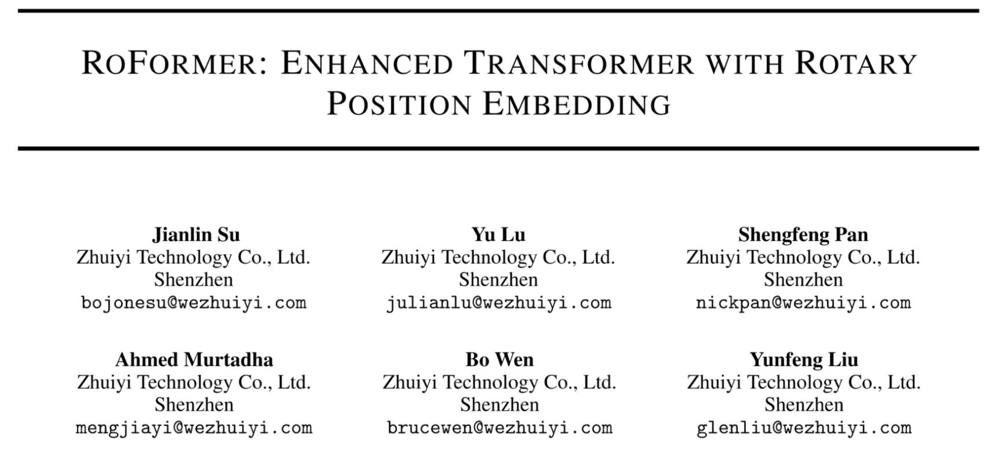 ROFORMER: ENHANCED TRANSFORMER WITH ROTARY
POSITION EMBEDDING
Jianlin Su
Zhuiyi Technology Co., Ltd.
Shenzhen
bojonesu@wezhuiyi.com
Yu Lu
Zhuiyi Technology Co., Ltd.
Shenzhen
julianlu@wezhuiyi.com
Shengfeng Pan
Zhuiyi Technology Co., Ltd.
Shenzhen
nickpan@wezhuiyi.com
Ahmed Murtadha
Zhuiyi Technology Co., Ltd.
Shenzhen
mengjiayi@wezhuiyi.com
Bo Wen
Zhuiyi Technology Co., Ltd.
Shenzhen
brucewen@wezhuiyi.com
Yunfeng Liu
Zhuiyi Technology Co., Ltd.
Shenzhen
glenliu@wezhuiyi.com